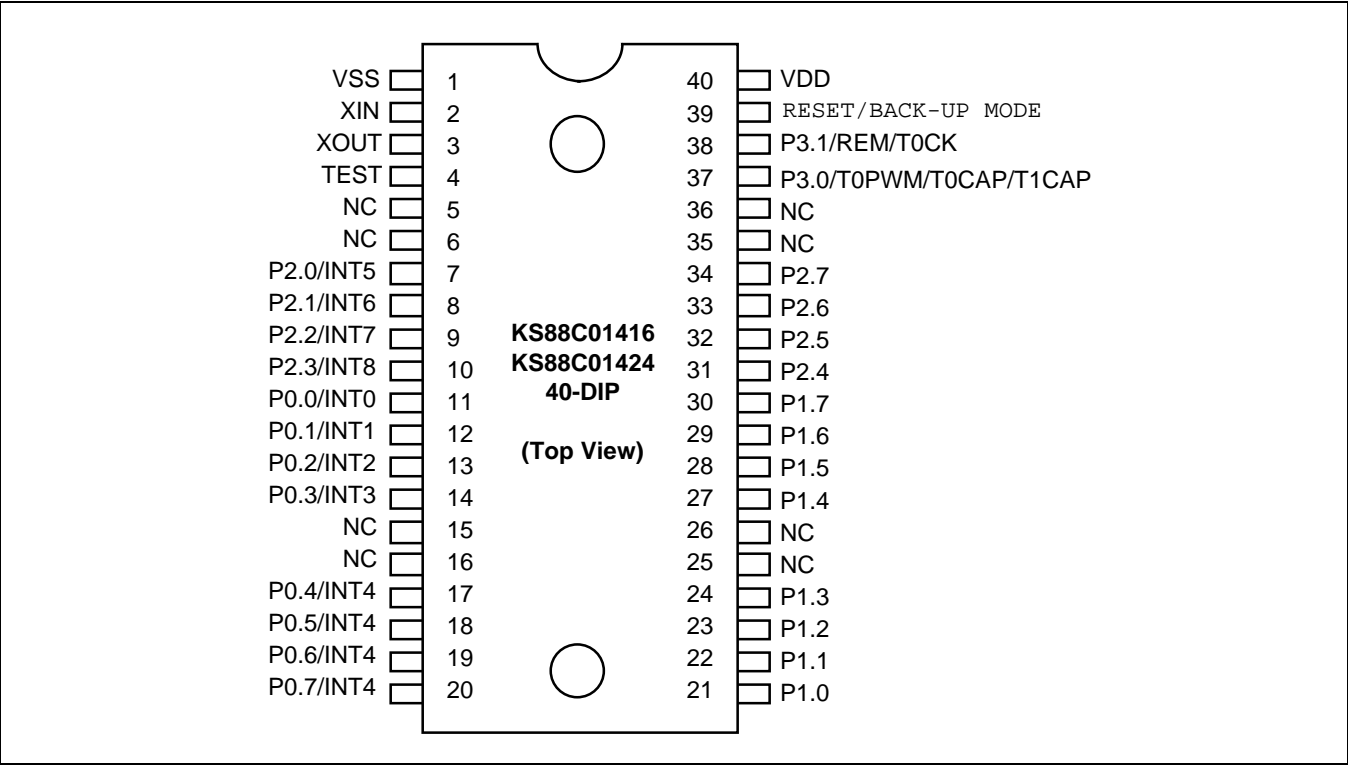 VSS 1 40 VDD
XIN 2 39 RESET/BACK-UP MODE
XOUT 3 38 P3.1/REM/T0CK
TEST 4 37 P3.0/T0PWM/T0CAP/T1CAP
NC 5 36 NC
NC 6 35 NC
P2.0/INT5 7 34 P2.7
P2.1/INT6 8 33 P2.6
P2.2/INT7 9 KS88C01416 32 P2.5
P2.3/INT8 10 KS88C01424 31 P2.4
P0.0/INT0 11 40-DIP 30 P1.7
P0.1/INT1 12 29 P1.6
P0.2/INT2 13 (Top View) 28 P1.5
P0.3/INT3 14 27 P1.4
NC 15 26 NC
NC 16 25 NC
P0.4/INT4 17 24 P1.3
P0.5/INT4 18 23 P1.2
P0.6/INT4 19 22 P1.1
P0.7/INT4 20 21 P1.0